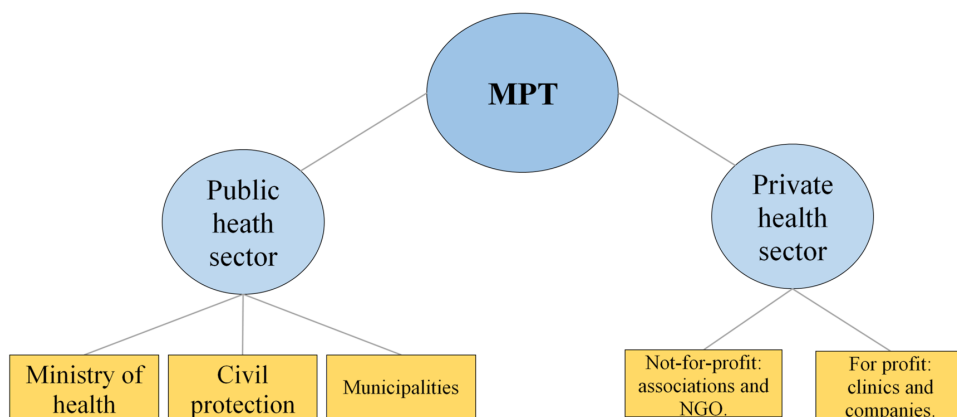 MPT
Public
heath
sector
Private
health
sector
Ministry of
health
Civil
protection
Municipalities
Not-for-profit:
associations and
NGO.
For profit:
clinics and
companies.